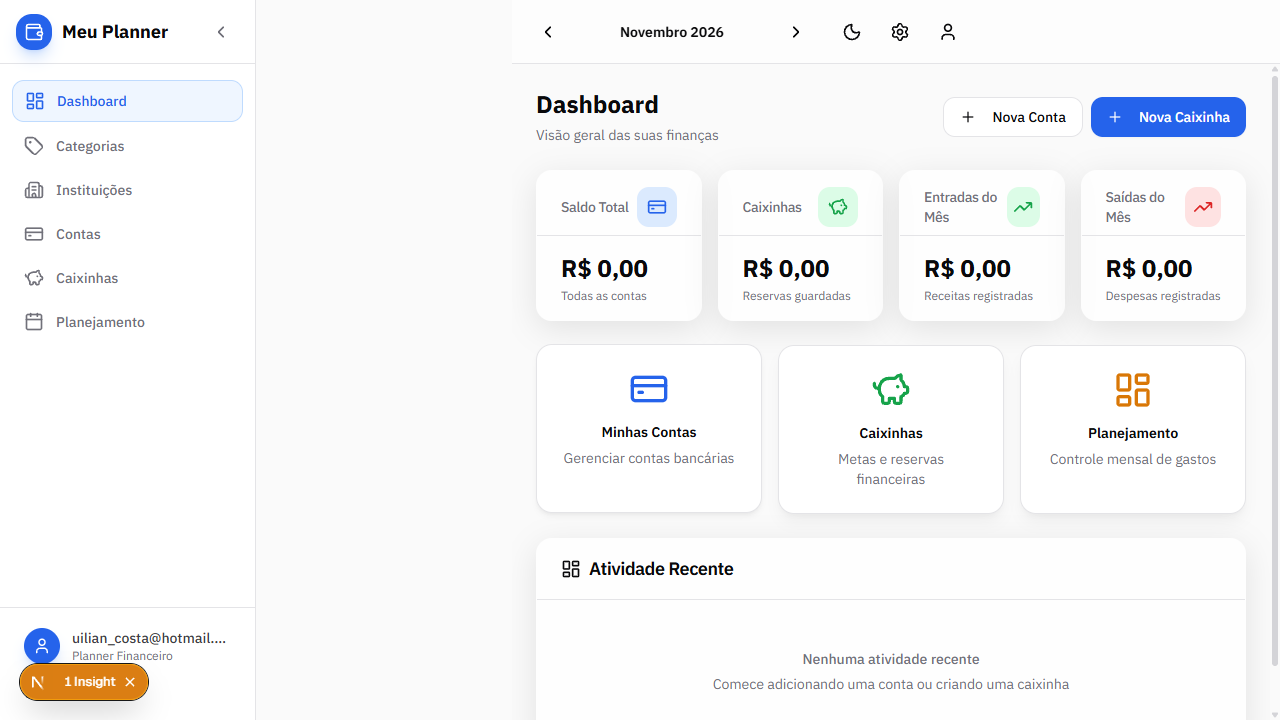 Meu Planner
Dashboard
Categorias
Instituições
Contas
Caixinhas
Planejamento
uilian_costa@hotmail....
Planner Financeiro
1 Insight
Novembro 2026
Dashboard
Visão geral das suas finanças
Nova Conta
Nova Caixinha
Saldo Total
R$ 0,00
Todas as contas
Caixinhas
R$ 0,00
Reservas guardadas
Entradas do
Mês
R$ 0,00
Receitas registradas
Saídas do
Mês
R$ 0,00
Despesas registradas
Minhas Contas
Gerenciar contas bancárias
Caixinhas
Metas e reservas
financeiras
Planejamento
Controle mensal de gastos
Atividade Recente
Nenhuma atividade recente
Comece adicionando uma conta ou criando uma caixinha